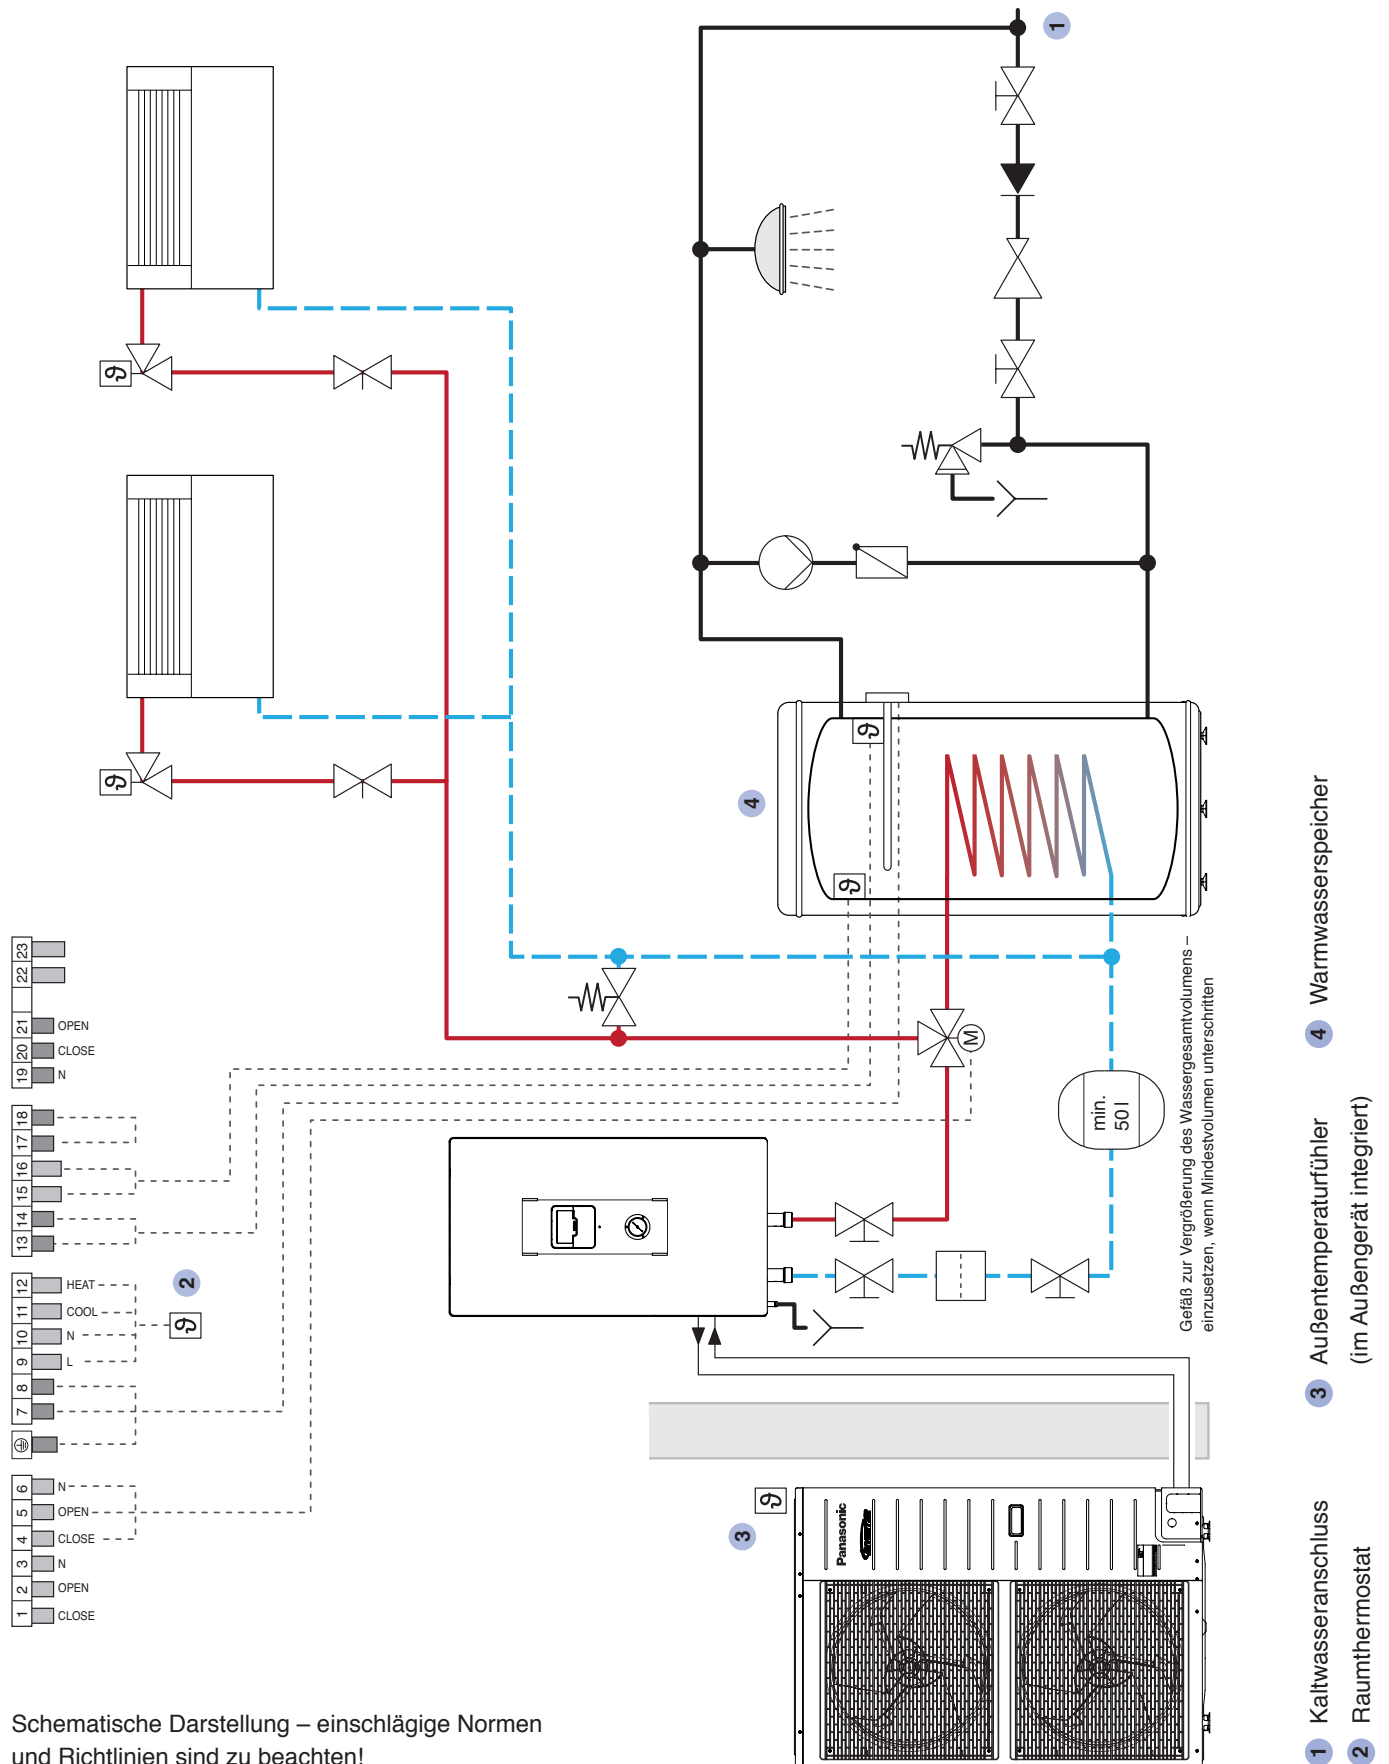 1
23
22
21 OPEN
20 CLOSE
19 N
18
17
16
15
14
13
12 HEAT
11 COOL
10 N
9 L
8
7
6 N
5 OPEN
4 CLOSE
3 N
2 OPEN
1 CLOSE
2
ϑ
ϑ
ϑ
ϑ
ϑ
4
M
min.
50 l
Gefäß zur Vergrößerung des Wassergesamtvolumens –
einzusetzen, wenn Mindestvolumen unterschritten
3
ϑ
Panasonic
1 Kaltwasseranschluss
2 Raumthermostat
3 Außentemperaturfühler
(im Außengerät integriert)
4 Warmwasserspeicher
Schematische Darstellung – einschlägige Normen
und Richtlinien sind zu beachten!